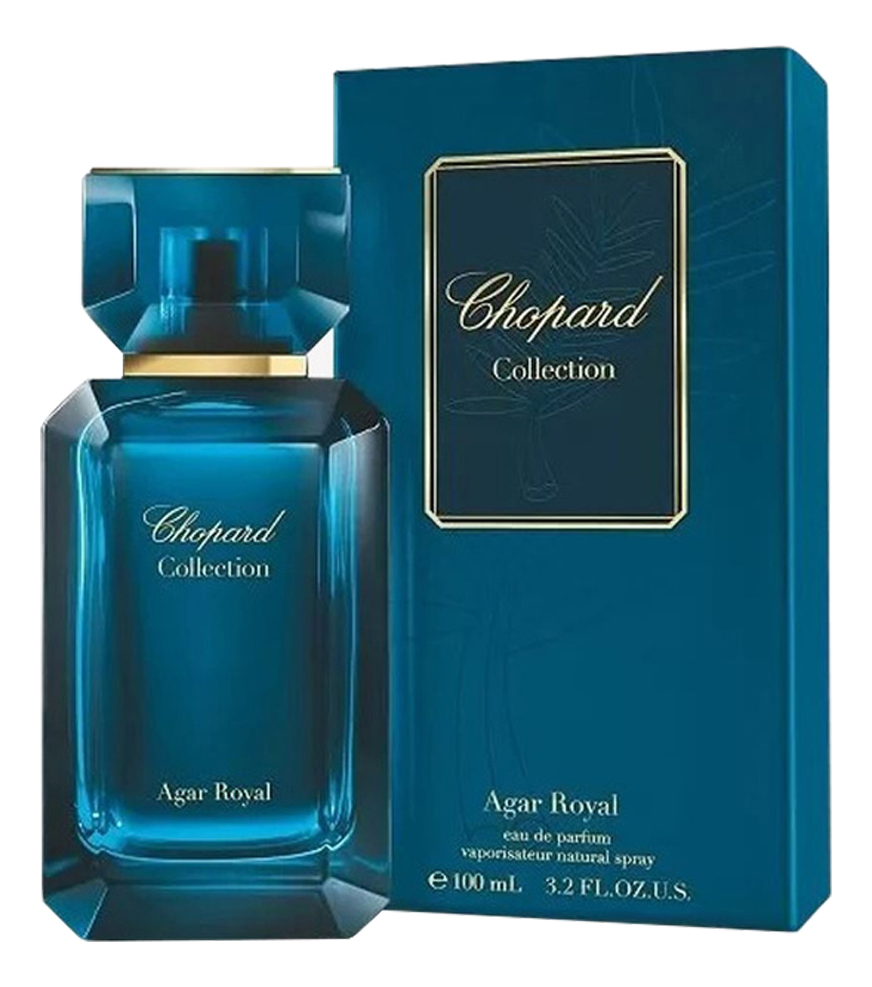 Chopard
Collection
Agar Royal
Chopard
Collection
Agar Royal
eau de parfum
vaporisateur natural spray
℮ 100 mL 3.2 FL.OZ.U.S.